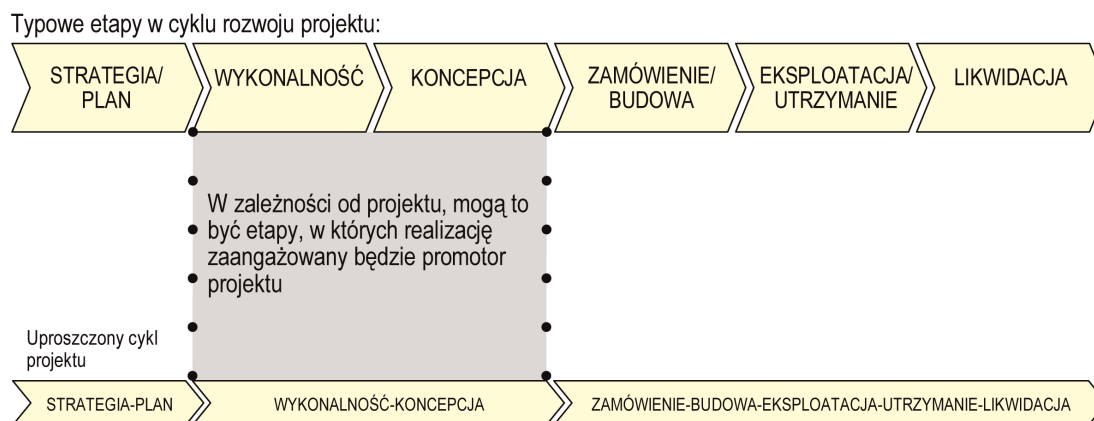 Typowe etapy w cyklu rozwoju projektu:
STRATEGIA/
PLAN
WYKONALNOŚĆ
KONCEPCJA
ZAMÓWIENIE/
BUDOWA
EKSPLOATACJA/
UTRZYMANIE
LIKWIDACJA
W zależności od projektu, mogą to
być etapy, w których realizację
zaangażowany będzie promotor
projektu
Uproszczony cykl
projektu
STRATEGIA-PLAN
WYKONALNOŚĆ-KONCEPCJA
ZAMÓWIENIE-BUDOWA-EKSPLOATACJA-UTRZYMANIE-LIKWIDACJA